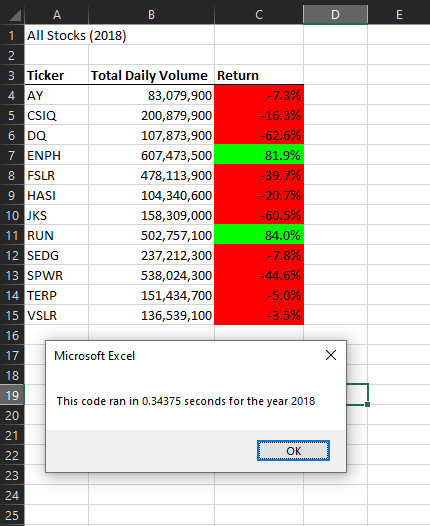 A B C D E
1 All Stocks (2018)
2
3 Ticker Total Daily Volume Return
4 AY 83,079,900 -7.3%
5 CSIQ 200,879,900 -16.3%
6 DQ 107,873,900 -62.6%
7 ENPH 607,473,500 81.9%
8 FSLR 478,113,900 -39.7%
9 HASI 104,340,600 -20.7%
10 JKS 158,309,000 -60.5%
11 RUN 502,757,100 84.0%
12 SEDG 237,212,300 -7.8%
13 SPWR 538,024,300 -44.6%
14 TERP 151,434,700 -5.0%
15 VSLR 136,539,100 -3.5%
16
17 Microsoft Excel
18
19 This code ran in 0.34375 seconds for the year 2018
20
21
22 OK
23
24
25